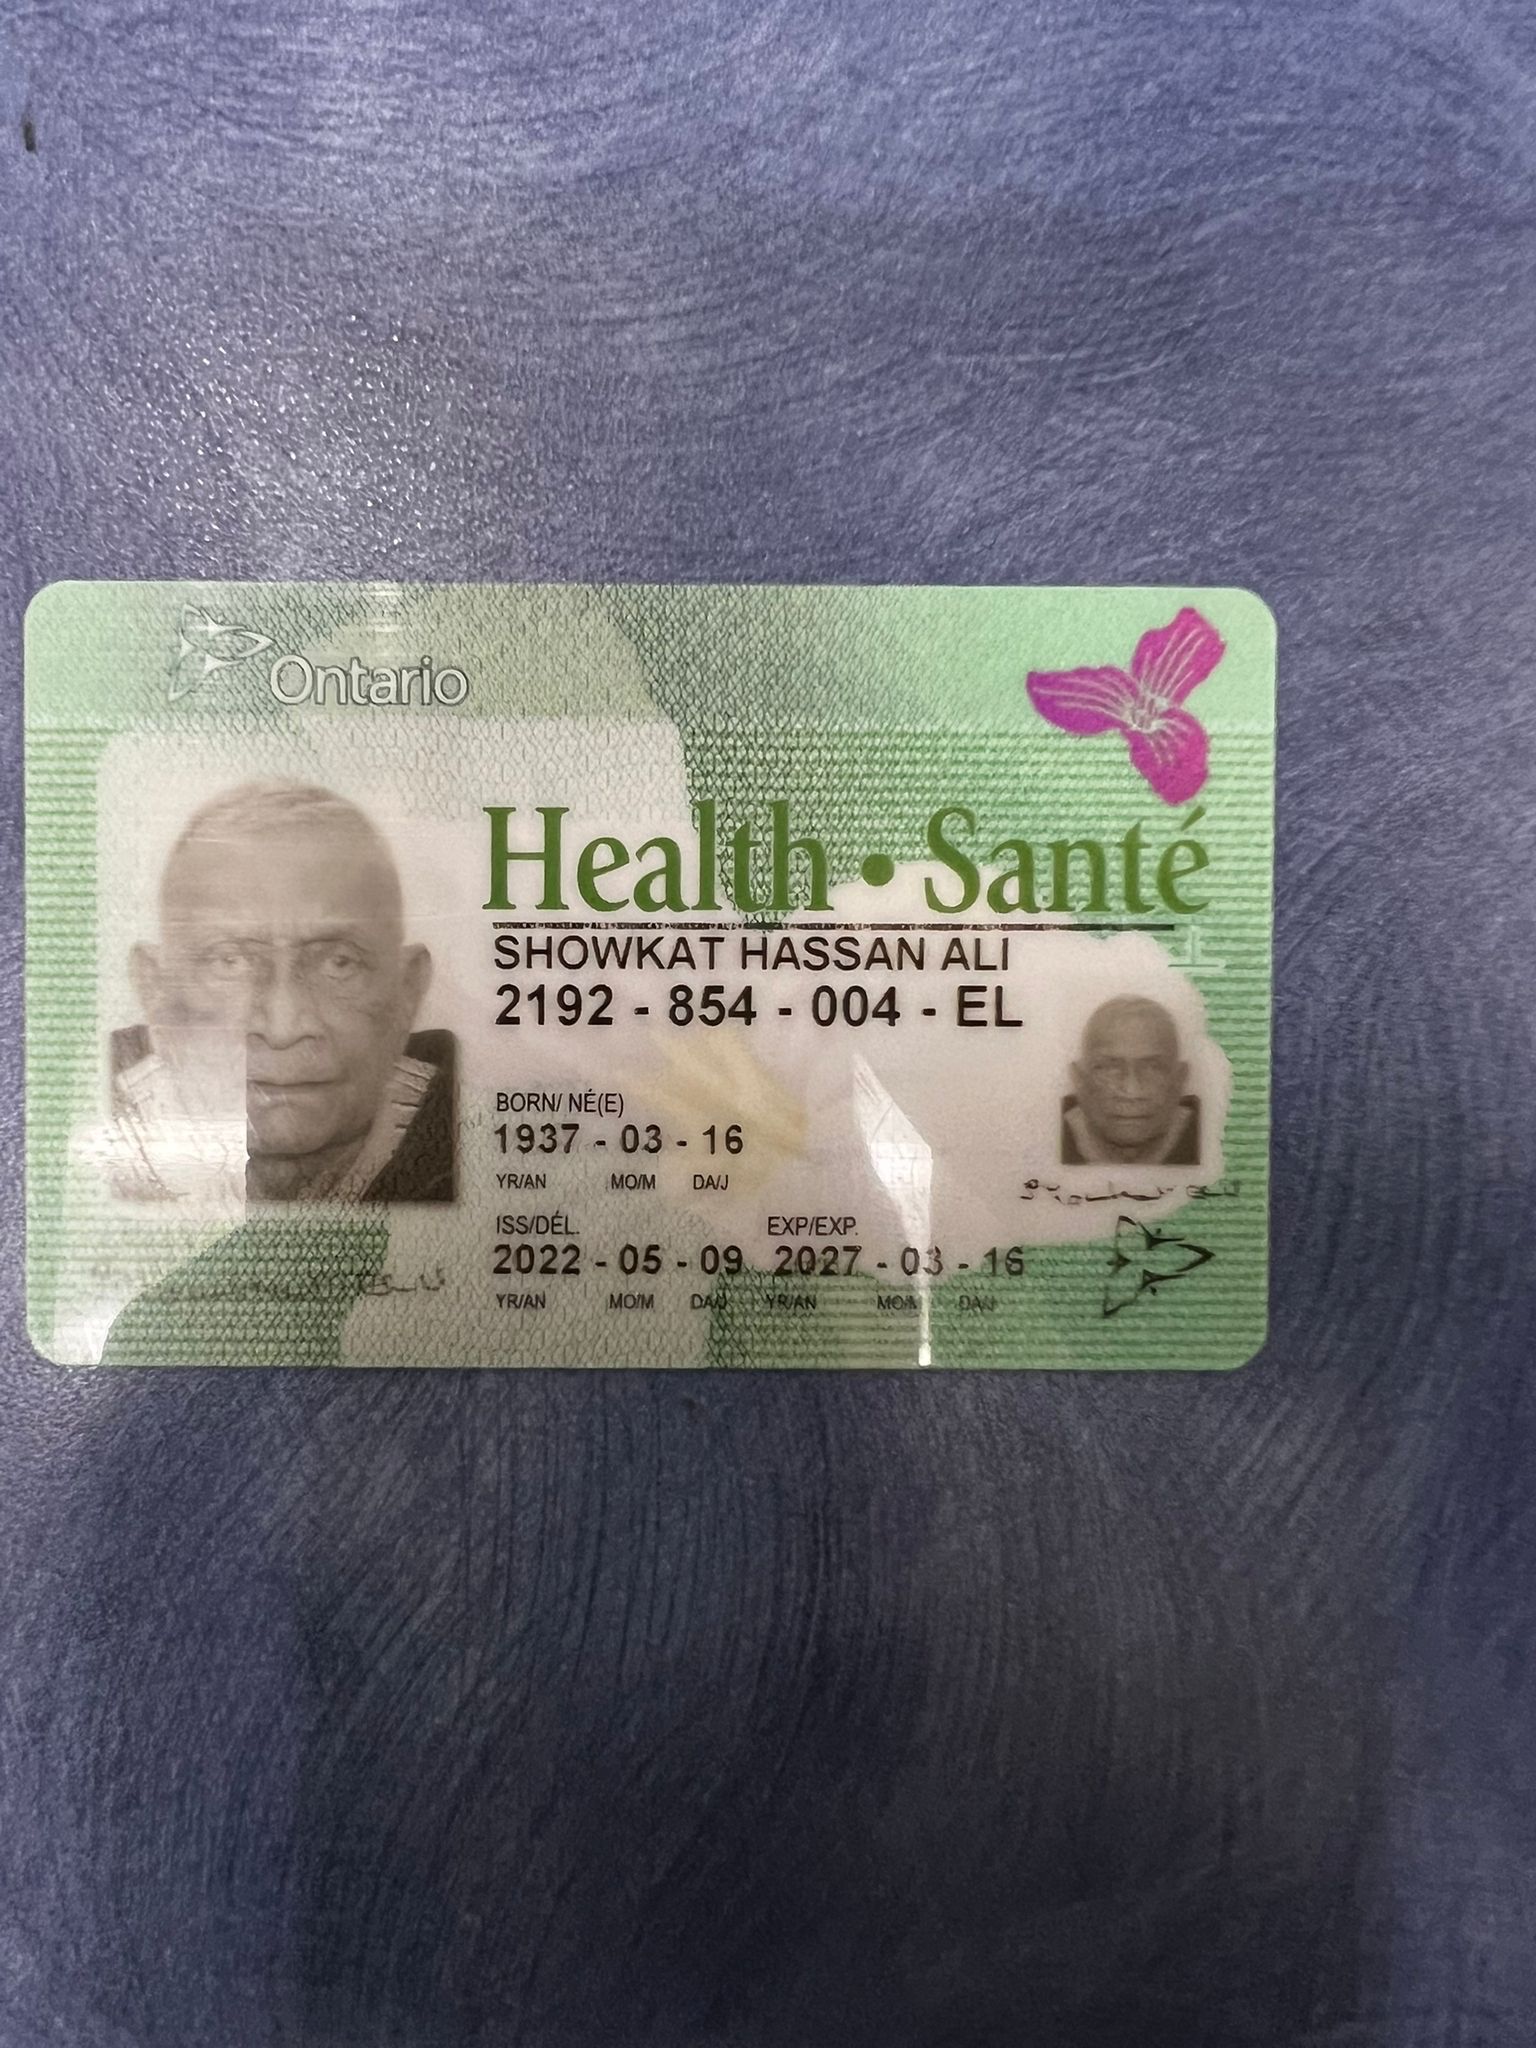 Ontario
Health • Santé
SHOWKAT HASSAN ALI
2192 - 854 - 004 - EL
BORN/ NÉ(E)
1937 - 03 - 16
YR/AN MO/M DA/J
ISS/DÉL. EXP/EXP.
2022 - 05 - 09 2027 - 03 - 16
YR/AN MO/M DA/J YR/AN MO/M DA/J